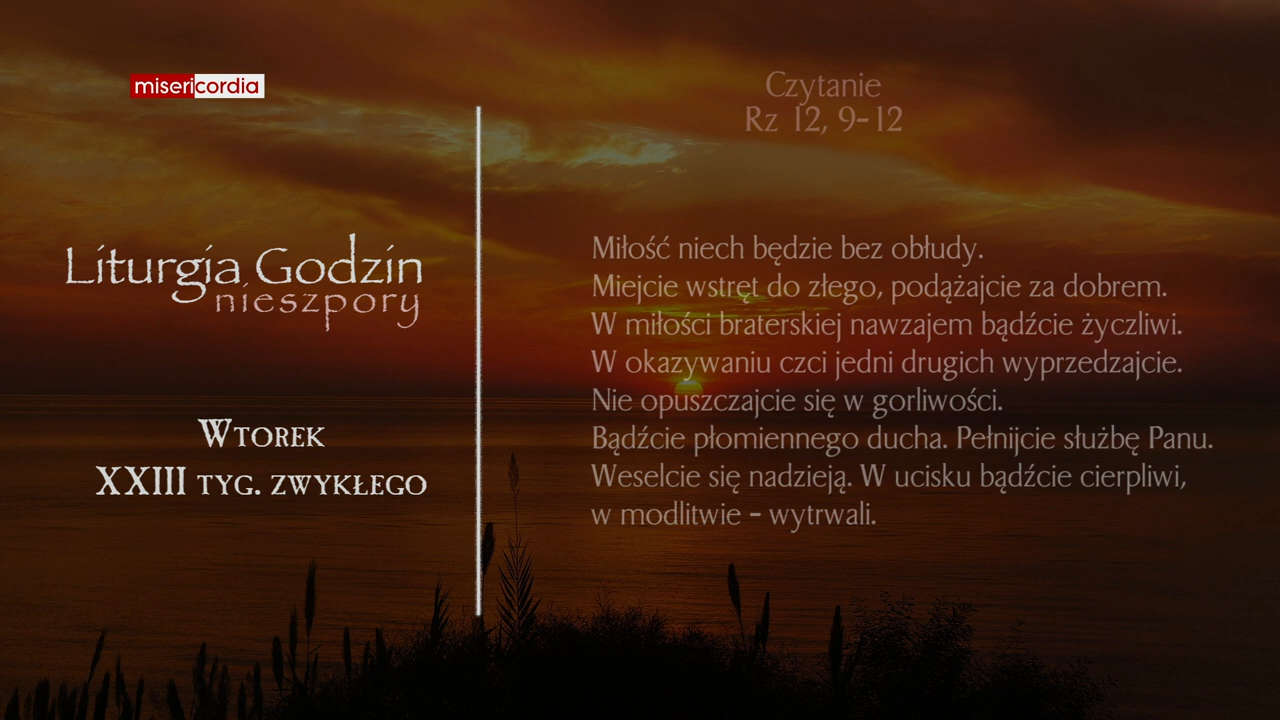 misericordia
Liturgia Godzin
nieszpory
Wtorek
XXIII tyg. zwykłego
Czytanie
Rz 12, 9-12
Miłość niech będzie bez obłudy.
Miejcie wstręt do złego, podążajcie za dobrem.
W miłości braterskiej nawzajem bądźcie życzliwi.
W okazywaniu czci jedni drugich wyprzedzajcie.
Nie opuszczajcie się w gorliwości.
Bądźcie płomiennego ducha. Pełnijcie służbę Panu.
Weselcie się nadzieją. W ucisku bądźcie cierpliwi,
w modlitwie - wytrwali.